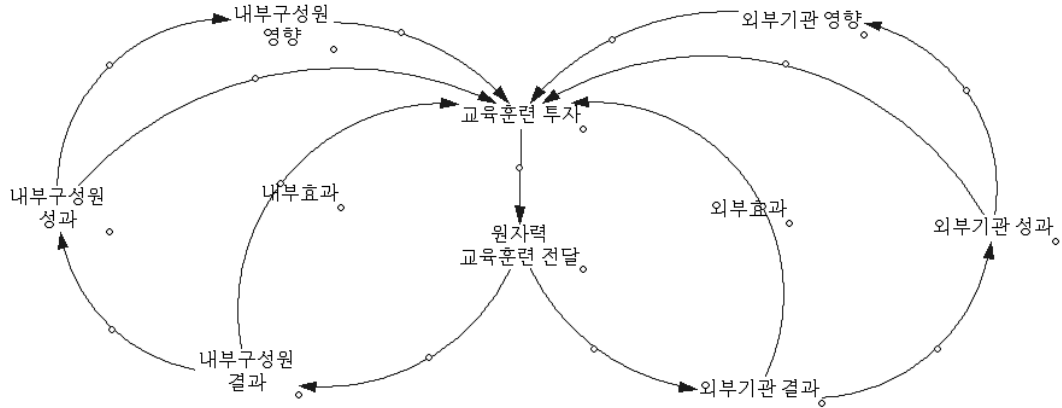 내부구성원
영향
외부기관 영향
교육훈련 투자
내부구성원
성과
내부효과
외부효과
원자력
교육훈련 전달
외부기관 성과
내부구성원
결과
외부기관 결과